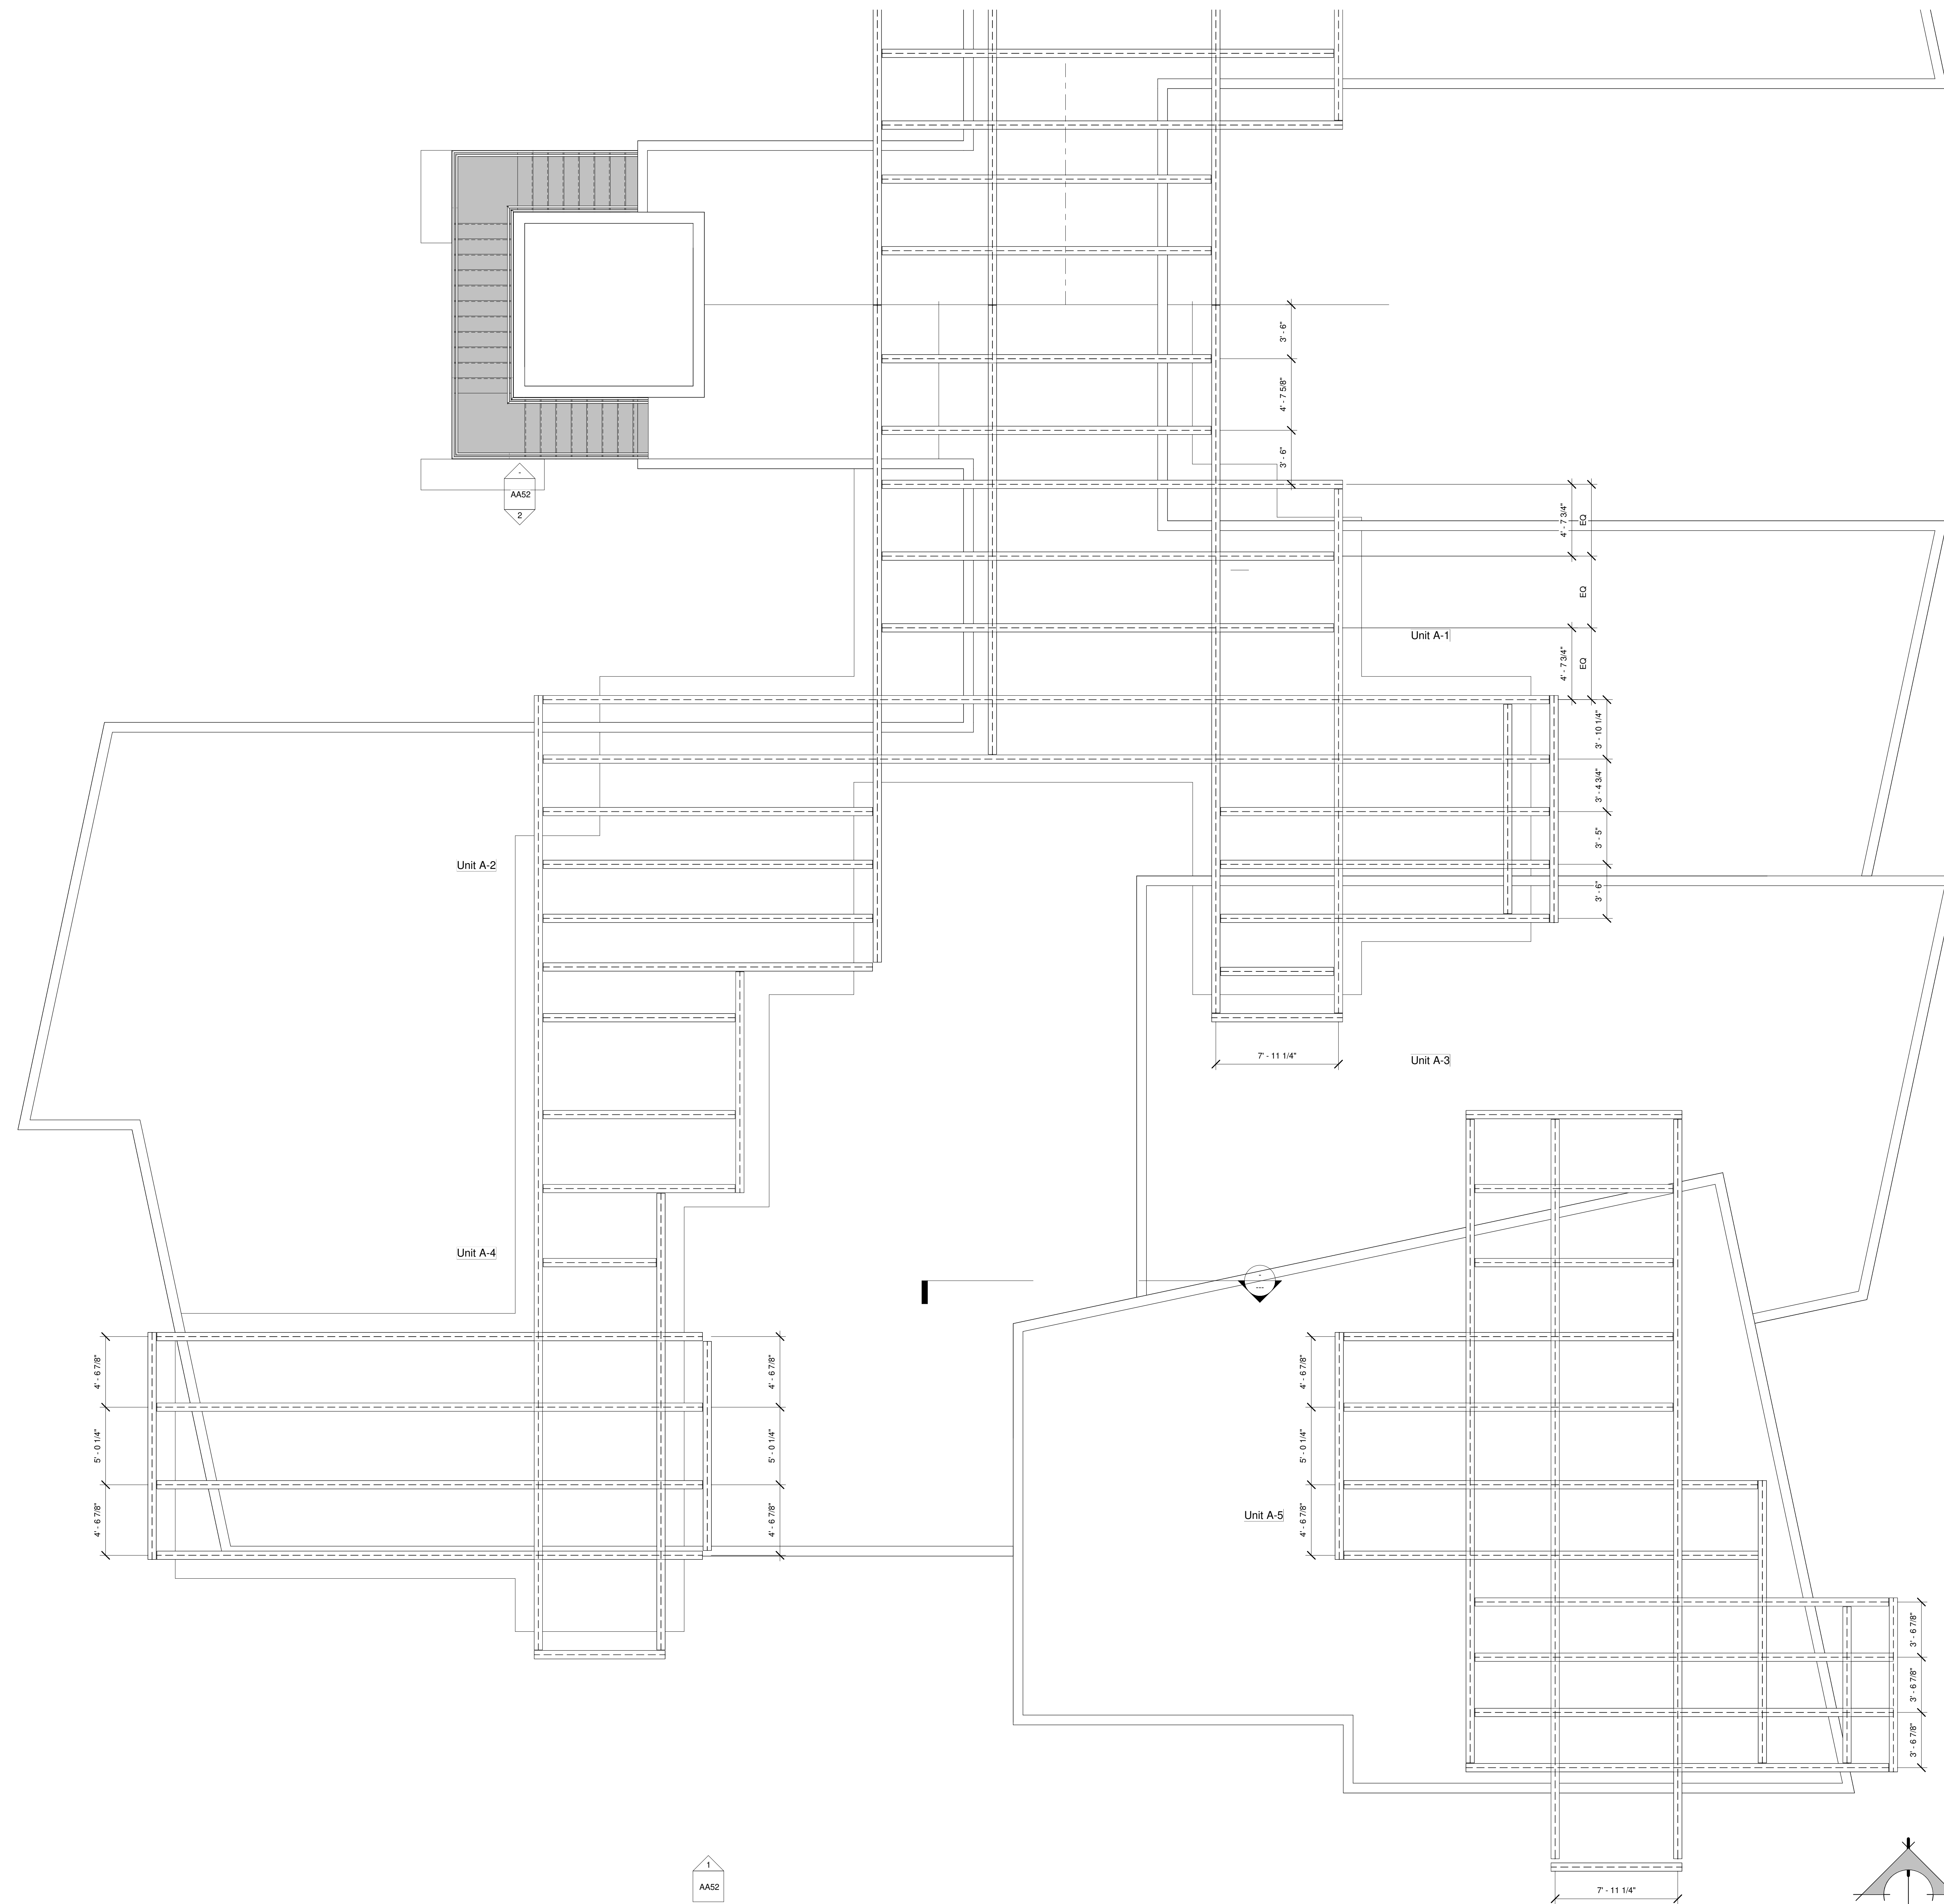 3' - 6"
4' - 7 5/8"
3' - 6"
-
AA52
2
4' - 7 3/4"
EQ
EQ
Unit A-1
4' - 7 3/4"
EQ
3' - 10 1/4"
3' - 4 3/4"
3' - 5"
Unit A-2
3' - 6"
7' - 11 1/4"
Unit A-3
Unit A-4
-
---
4' - 6 7/8"
4' - 6 7/8"
4' - 6 7/8"
5' - 0 1/4"
5' - 0 1/4"
5' - 0 1/4"
4' - 6 7/8"
4' - 6 7/8"
Unit A-5
4' - 6 7/8"
3' - 6 7/8"
3' - 6 7/8"
3' - 6 7/8"
1
AA52
7' - 11 1/4"